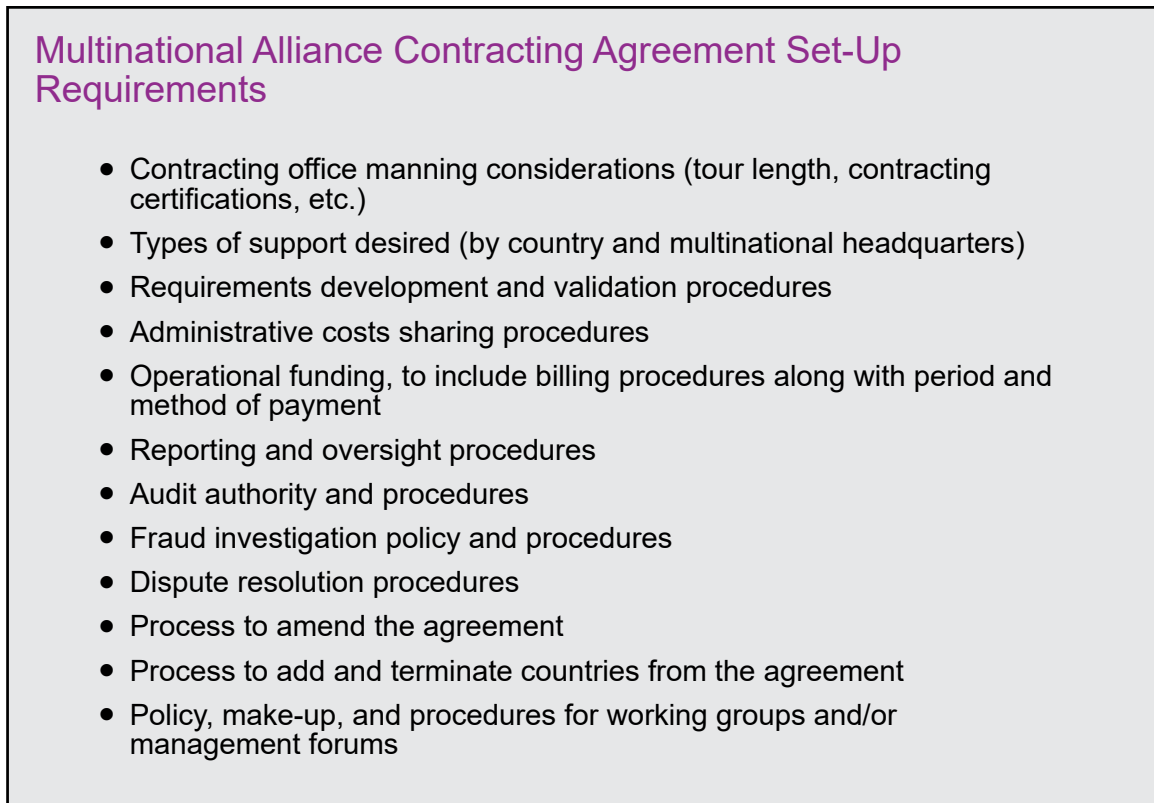 Multinational Alliance Contracting Agreement Set-Up
Requirements
• Contracting office manning considerations (tour length, contracting
certifications, etc.)
• Types of support desired (by country and multinational headquarters)
• Requirements development and validation procedures
• Administrative costs sharing procedures
• Operational funding, to include billing procedures along with period and
method of payment
• Reporting and oversight procedures
• Audit authority and procedures
• Fraud investigation policy and procedures
• Dispute resolution procedures
• Process to amend the agreement
• Process to add and terminate countries from the agreement
• Policy, make-up, and procedures for working groups and/or
management forums